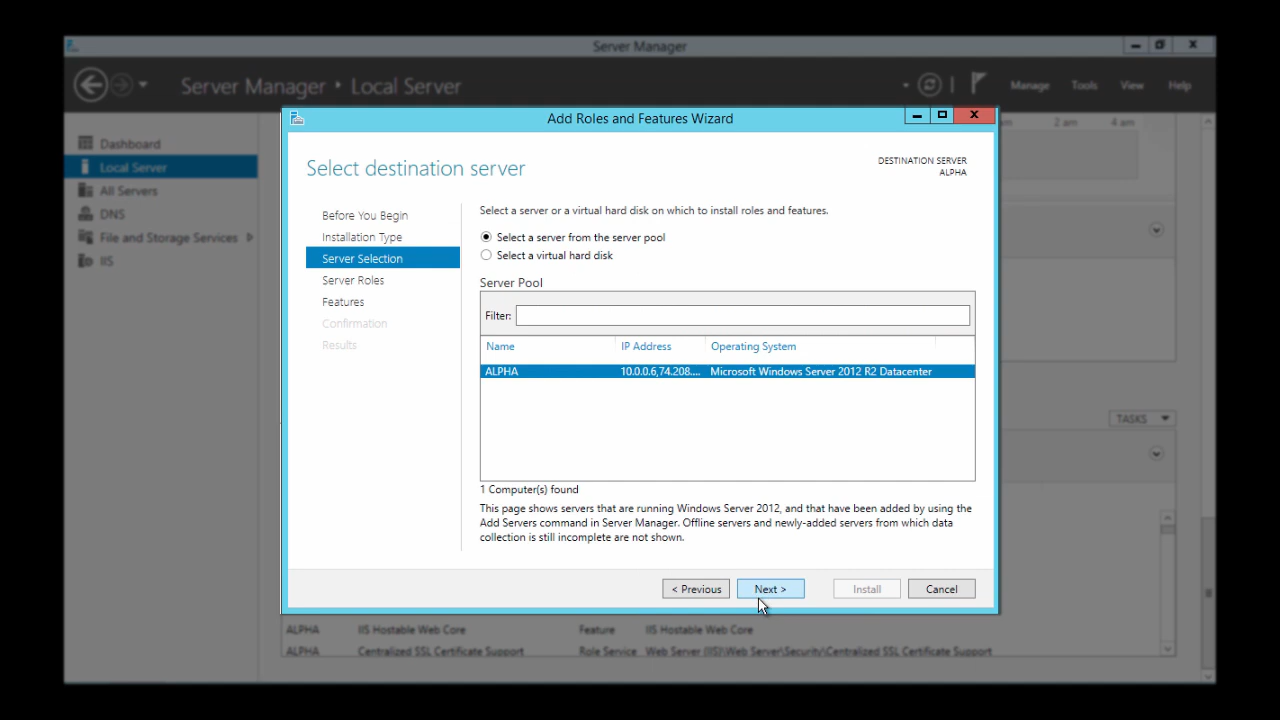 Server Manager
Server Manager • Local Server
Manage Tools View Help
Add Roles and Features Wizard
2 am 4 am
Dashboard
Local Server
All Servers
DNS
File and Storage Services
IIS
Select destination server
DESTINATION SERVER
ALPHA
Before You Begin
Installation Type
Server Selection
Server Roles
Features
Confirmation
Results
Select a server or a virtual hard disk on which to install roles and features.
Select a server from the server pool
Select a virtual hard disk
Server Pool
Filter:
Name IP Address Operating System
ALPHA 10.0.0.6,74.208.... Microsoft Windows Server 2012 R2 Datacenter
1 Computer(s) found
This page shows servers that are running Windows Server 2012, and that have been added by using the
Add Servers command in Server Manager. Offline servers and newly-added servers from which data
collection is still incomplete are not shown.
TASKS
< Previous Next > Install Cancel
ALPHA IIS Hostable Web Core Feature IIS Hostable Web Core
ALPHA Centralized SSL Certificate Support Role Service Web Server (IIS)\Web Server\Security\Centralized SSL Certificate Support